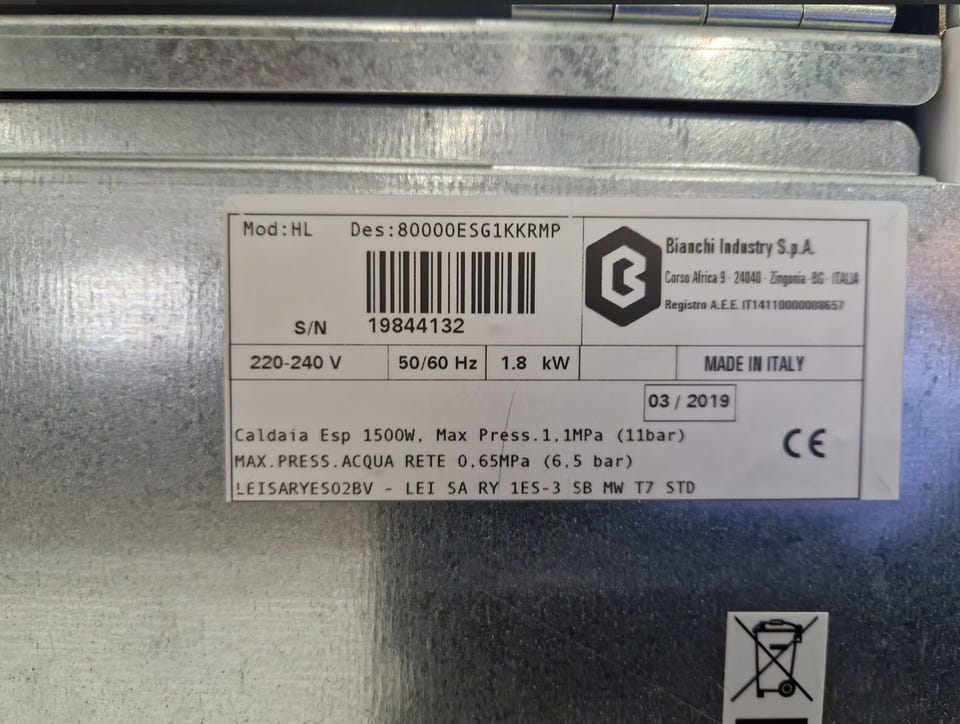 Mod:HL Des:80000ESG1KKRMP
S/N 19844132
Bianchi Industry S.p.A.
Corso Africa 9 - 24040 - Zingonia -BG- ITALIA
Registro A.E.E. IT14110000008657
220-240 V 50/60 Hz 1.8 kW MADE IN ITALY
03 / 2019
Caldaia Esp 1500W, Max Press.1,1MPa (11bar)
MAX.PRESS.ACQUA RETE 0,65MPa (6,5 bar)
LEISARYES02BV - LEI SA RY 1ES-3 SB MW T7 STD
CE